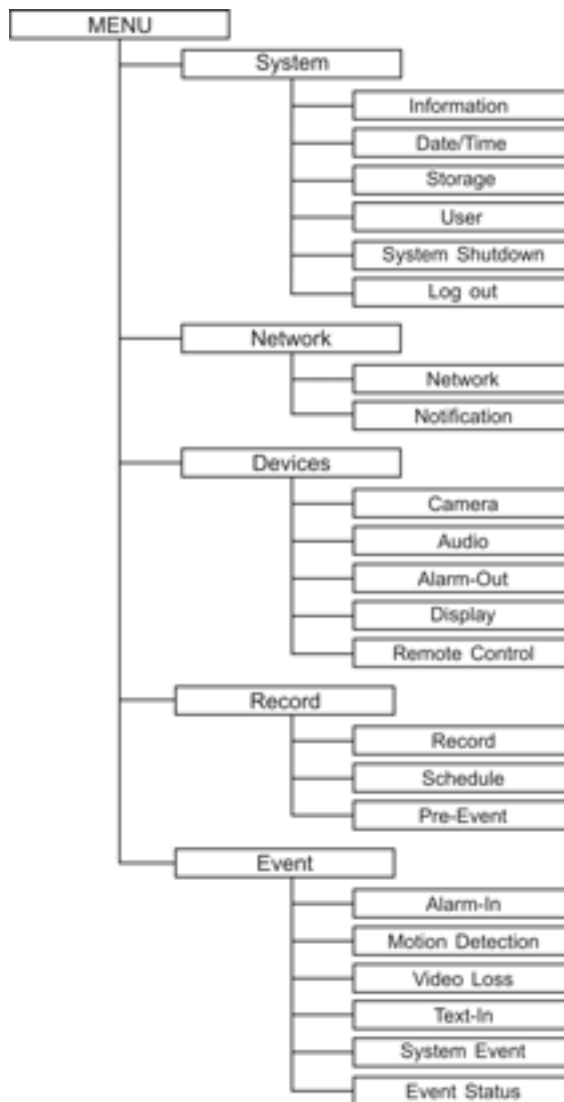 MENU
System
Information
Date/Time
Storage
User
System Shutdown
Log out
Network
Network
Notification
Devices
Camera
Audio
Alarm-Out
Display
Remote Control
Record
Record
Schedule
Pre-Event
Event
Alarm-In
Motion Detection
Video Loss
Text-In
System Event
Event Status